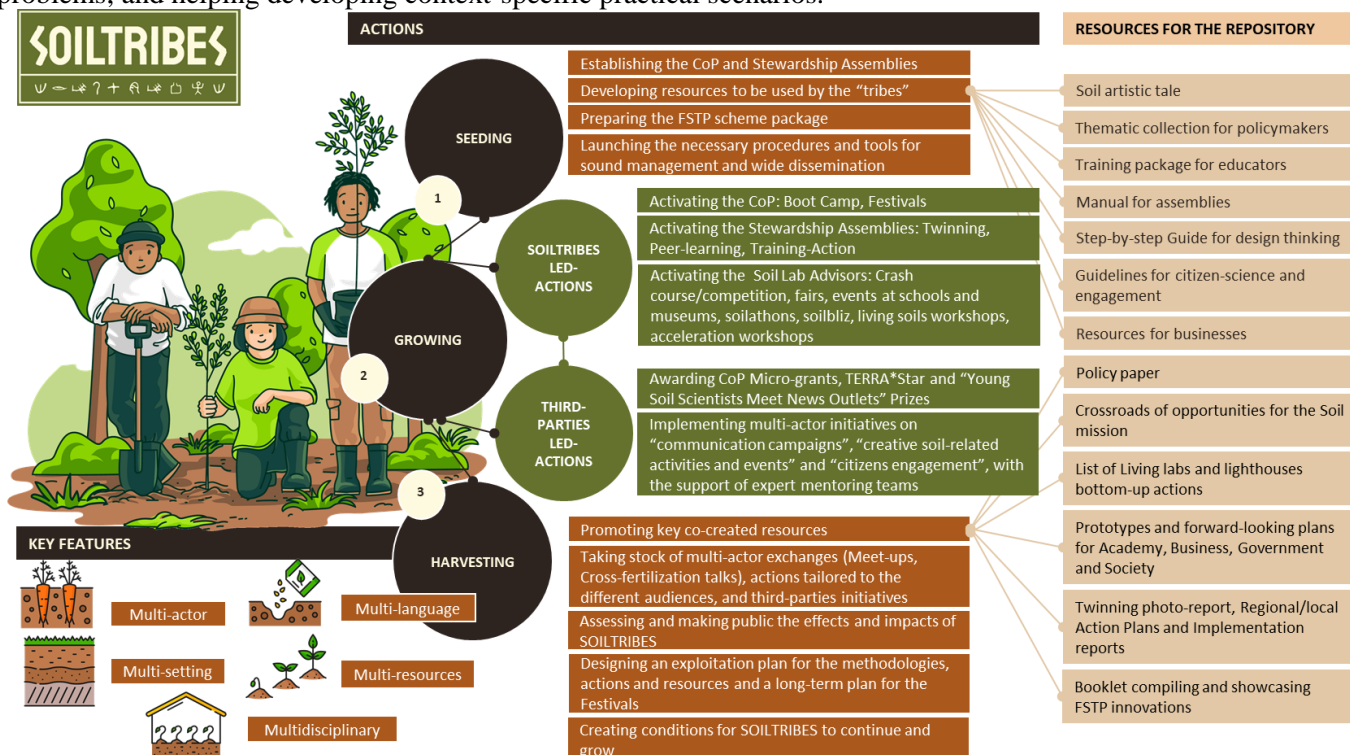 problems, and helping developing context-specific practical scenarios.
SOILTRIBES
ACTIONS
RESOURCES FOR THE REPOSITORY
SEEDING
1
Establishing the CoP and Stewardship Assemblies
Developing resources to be used by the “tribes”
Preparing the FSTP scheme package
Launching the necessary procedures and tools for
sound management and wide dissemination
GROWING
2
SOILTRIBES
LED-
ACTIONS
Activating the CoP: Boot Camp, Festivals
Activating the Stewardship Assemblies: Twinning,
Peer-learning, Training-Action
Activating the Soil Lab Advisors: Crash
course/competition, fairs, events at schools and
museums, soilathons, soilbliz, living soils workshops,
acceleration workshops
THIRD-
PARTIES
LED-
ACTIONS
Awarding CoP Micro-grants, TERRA*Star and “Young
Soil Scientists Meet News Outlets” Prizes
Implementing multi-actor initiatives on
“communication campaigns”, “creative soil-related
activities and events” and “citizens engagement”, with
the support of expert mentoring teams
3
HARVESTING
Promoting key co-created resources
Taking stock of multi-actor exchanges (Meet-ups,
Cross-fertilization talks), actions tailored to the
different audiences, and third-parties initiatives
Assessing and making public the effects and impacts of
SOILTRIBES
Designing an exploitation plan for the methodologies,
actions and resources and a long-term plan for the
Festivals
Creating conditions for SOILTRIBES to continue and
grow
Soil artistic tale
Thematic collection for policymakers
Training package for educators
Manual for assemblies
Step-by-step Guide for design thinking
Guidelines for citizen-science and
engagement
Resources for businesses
Policy paper
Crossroads of opportunities for the Soil
mission
List of Living labs and lighthouses
bottom-up actions
Prototypes and forward-looking plans
for Academy, Business, Government
and Society
Twinning photo-report, Regional/local
Action Plans and Implementation
reports
Booklet compiling and showcasing
FSTP innovations
KEY FEATURES
Multi-actor
Multi-language
Multi-setting
Multi-resources
Multidisciplinary